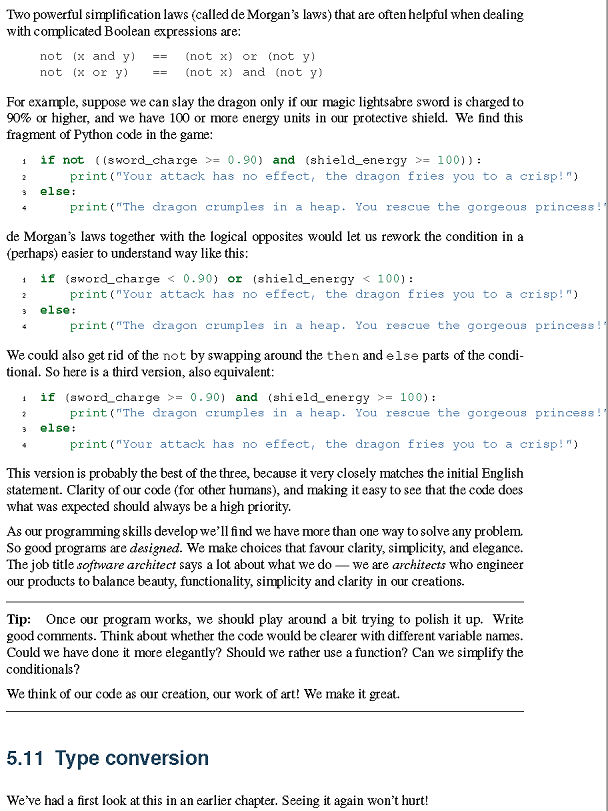 Two powerful simplification laws (called de Morgan's laws) that are often helpful when dealing
with complicated Boolean expressions are:
not (x and y) == (not x) or (not y)
not (x or y) == (not x) and (not y)
For example, suppose we can slay the dragon only if our magic lightsabre sword is charged to
90% or higher, and we have 100 or more energy units in our protective shield. We find this
fragment of Python code in the game:
1 if not ((sword_charge >= 0.90) and (shield_energy >= 100)):
2 print("Your attack has no effect, the dragon fries you to a crisp!")
3 else:
4 print("The dragon crumples in a heap. You rescue the gorgeous princess!"
de Morgan's laws together with the logical opposites would let us rework the condition in a
(perhaps) easier to understand way like this:
1 if (sword_charge < 0.90) or (shield_energy < 100):
2 print("Your attack has no effect, the dragon fries you to a crisp!")
3 else:
4 print("The dragon crumples in a heap. You rescue the gorgeous princess!"
We could also get rid of the not by swapping around the then and else parts of the condi-
tional. So here is a third version, also equivalent:
1 if (sword_charge >= 0.90) and (shield_energy >= 100):
2 print("The dragon crumples in a heap. You rescue the gorgeous princess!"
3 else:
4 print("Your attack has no effect, the dragon fries you to a crisp!")
This version is probably the best of the three, because it very closely matches the initial English
statement. Clarity of our code (for other humans), and making it easy to see that the code does
what was expected should always be a high priority.
As our programming skills develop we'll find we have more than one way to solve any problem.
So good programs are designed. We make choices that favour clarity, simplicity, and elegance.
The job title software architect says a lot about what we do — we are architects who engineer
our products to balance beauty, functionality, simplicity and clarity in our creations.
Tip: Once our program works, we should play around a bit trying to polish it up. Write
good comments. Think about whether the code would be clearer with different variable names.
Could we have done it more elegantly? Should we rather use a function? Can we simplify the
conditionals?
We think of our code as our creation, our work of art! We make it great.
5.11 Type conversion
We've had a first look at this in an earlier chapter. Seeing it again won't hurt!